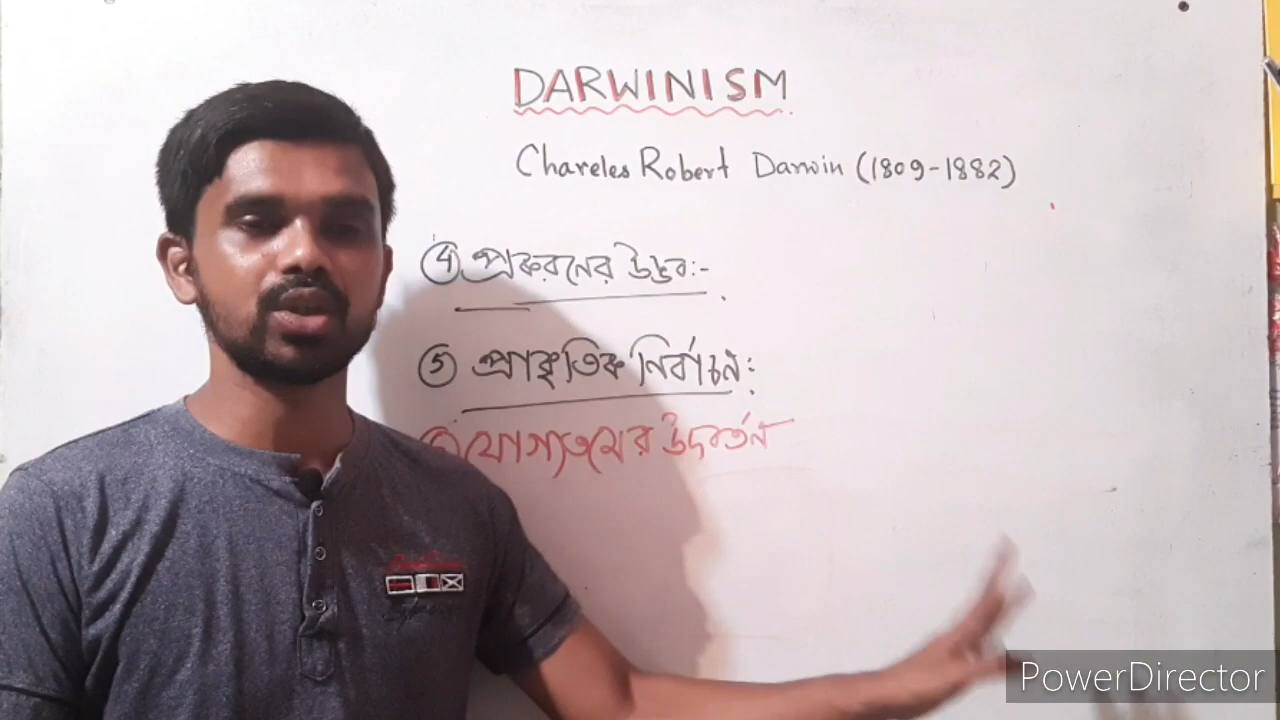 DARWINISM
Chareles Robert Darwin (1809-1882)
④ প্রকরনের উদ্ভব:-
⑤ প্রাকৃতিক নির্বাচন:
যোগ্যতমের উদবর্তন
PowerDirector